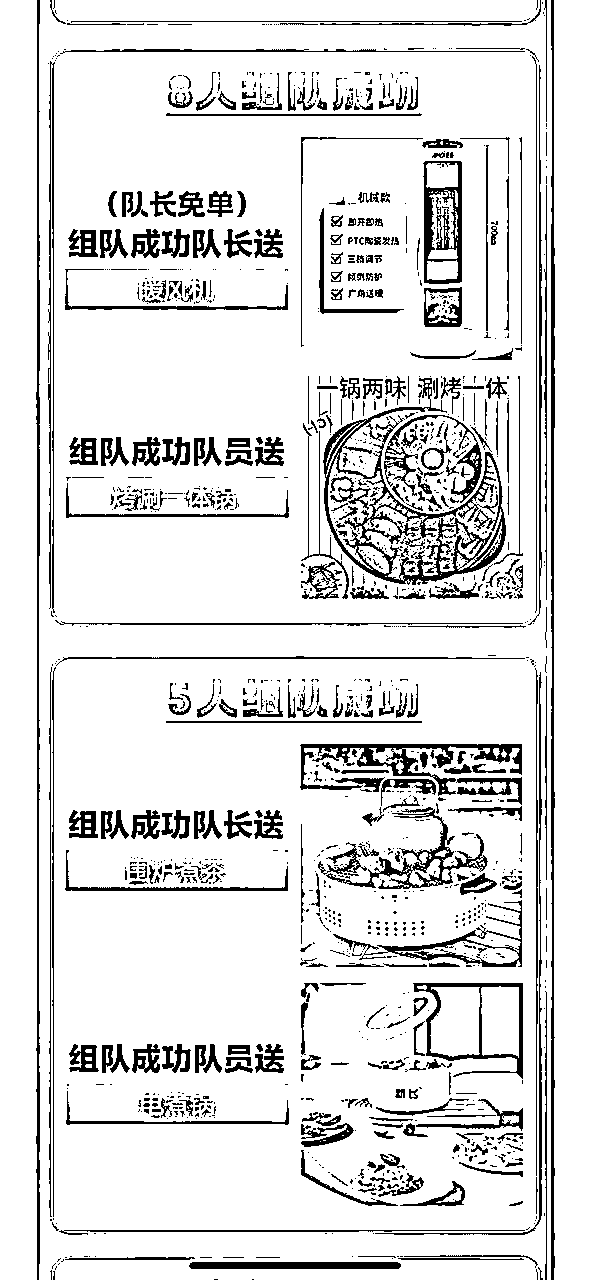 8人组队成功
（队长免单）
组队成功队长送
暖风机
机械款
即开即热
PTC陶瓷发热
三档调节
倾倒防护
广角送暖
一锅两味 涮烤一体
组队成功队员送
烤涮一体锅
5人组队成功
组队成功队长送
围炉煮茶
组队成功队员送
电煮锅